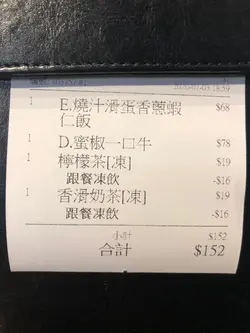 1 E.燒汁滑蛋香蔥蝦仁飯 $68
1 D.蜜椒一口牛 $78
1 檸檬茶[凍] $19
跟餐凍飲 -$16
1 香滑奶茶[凍] $19
跟餐凍飲 -$16
小計 $152
合計 $152